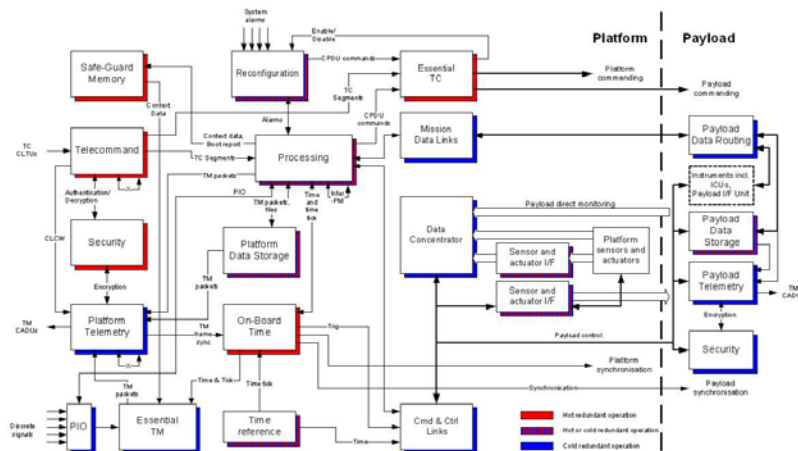 System
alarms
Enable/
Disable
Platform
Payload
Safe-Guard
Memory
Reconfiguration
CPDU commands
Essential
TC
Platform
commanding
Payload
commanding
Context
Data
TC
Segments
Alarms
CPDU
commands
Context data,
Boot report
TC
CLTUs
Telecommand
TC Segments
Processing
Mission
Data Links
Payload
Data Routing
TM packets
Authentication/
Decryption
PIO
TM packets,
files
Time
and time
tick
Inter
-PM
Instruments incl.
ICUs,
Payload I/F Unit
Payload direct monitoring
CLCW
Security
Platform
Data Storage
Data
Concentrator
Sensor and
actuator I/F
Platform
sensors and
actuators
Payload
Data
Storage
Encryption
TM
packets
Sensor and
actuator I/F
Payload
Telemetry
TM
CADUs
TM
CADUs
Platform
Telemetry
TM
frame
sync
On-Board
Time
Trig
Payload control
Encryption
Security
Platform
synchronisation
TM
packets
Time & Tick
Time tick
Synchronisation
Payload
synchronisation
Discrete
signals
PIO
Essential
TM
Time
reference
Time
Cmd & Ctrl
Links
Hot redundant operation
Hot or cold redundant operation
Cold redundant operation